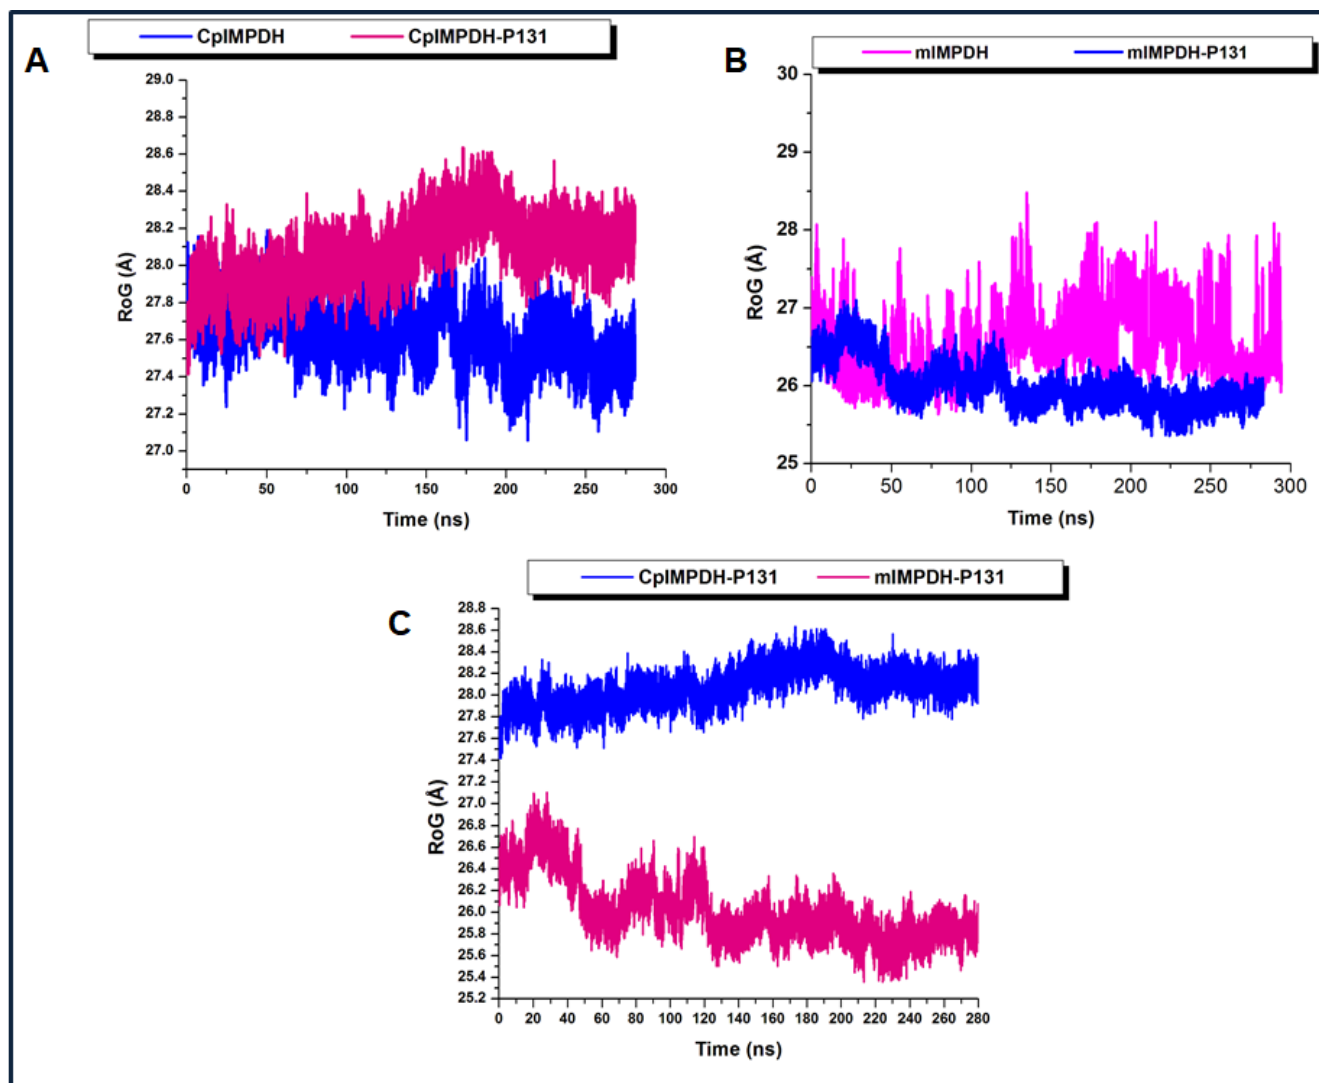 CpIMPDH CpIMPDH-P131
A
29.0
28.8
28.6
28.4
28.2
28.0
27.8
27.6
27.4
27.2
27.0
RoG (Å)
0 50 100 150 200 250 300
Time (ns)
mIMPDH mIMPDH-P131
B
30
29
28
27
26
25
RoG (Å)
0 50 100 150 200 250 300
Time (ns)
CpIMPDH-P131 mIMPDH-P131
C
28.8
28.6
28.4
28.2
28.0
27.8
27.6
27.4
27.2
27.0
26.8
26.6
26.4
26.2
26.0
25.8
25.6
25.4
25.2
RoG (Å)
0 20 40 60 80 100 120 140 160 180 200 220 240 260 280
Time (ns)